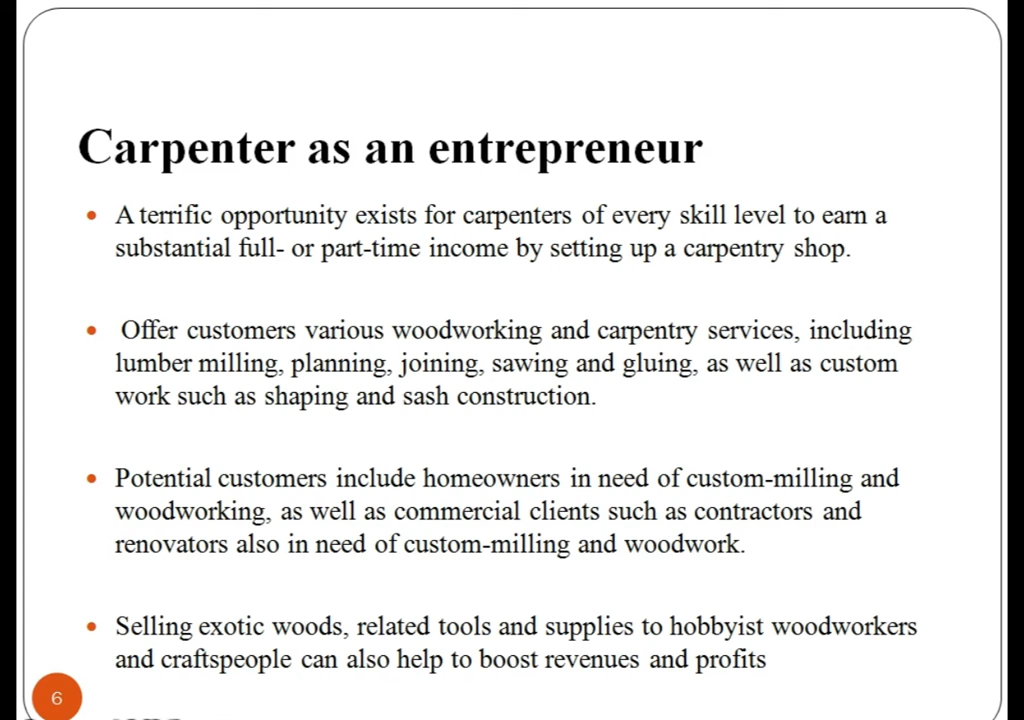 Carpenter as an entrepreneur
• A terrific opportunity exists for carpenters of every skill level to earn a
substantial full- or part-time income by setting up a carpentry shop.
• Offer customers various woodworking and carpentry services, including
lumber milling, planning, joining, sawing and gluing, as well as custom
work such as shaping and sash construction.
• Potential customers include homeowners in need of custom-milling and
woodworking, as well as commercial clients such as contractors and
renovators also in need of custom-milling and woodwork.
• Selling exotic woods, related tools and supplies to hobbyist woodworkers
and craftspeople can also help to boost revenues and profits
6